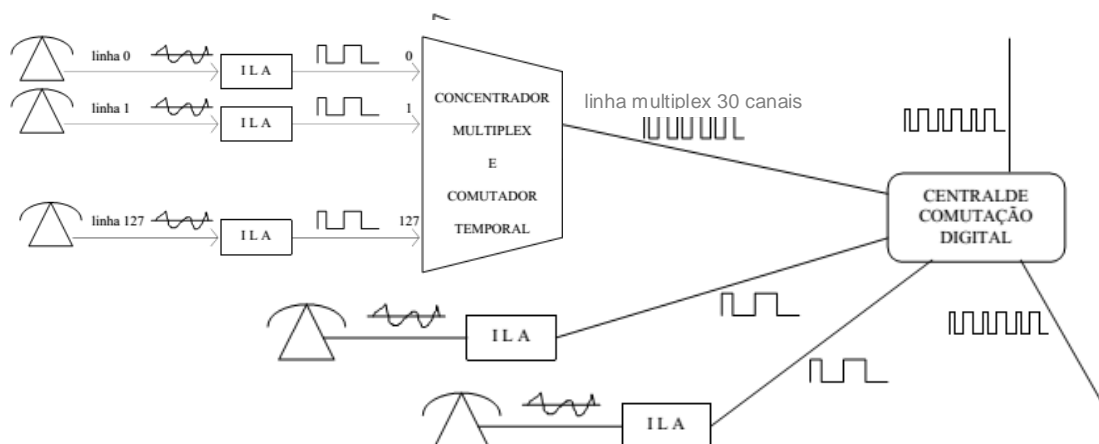 linha 0
I L A
0
linha 1
I L A
1
CONCENTRADOR
MULTIPLEX
E
COMUTADOR
TEMPORAL
linha multiplex 30 canais
linha 127
I L A
127
CENTRALDE
COMUTAÇÃO
DIGITAL
I L A
I L A